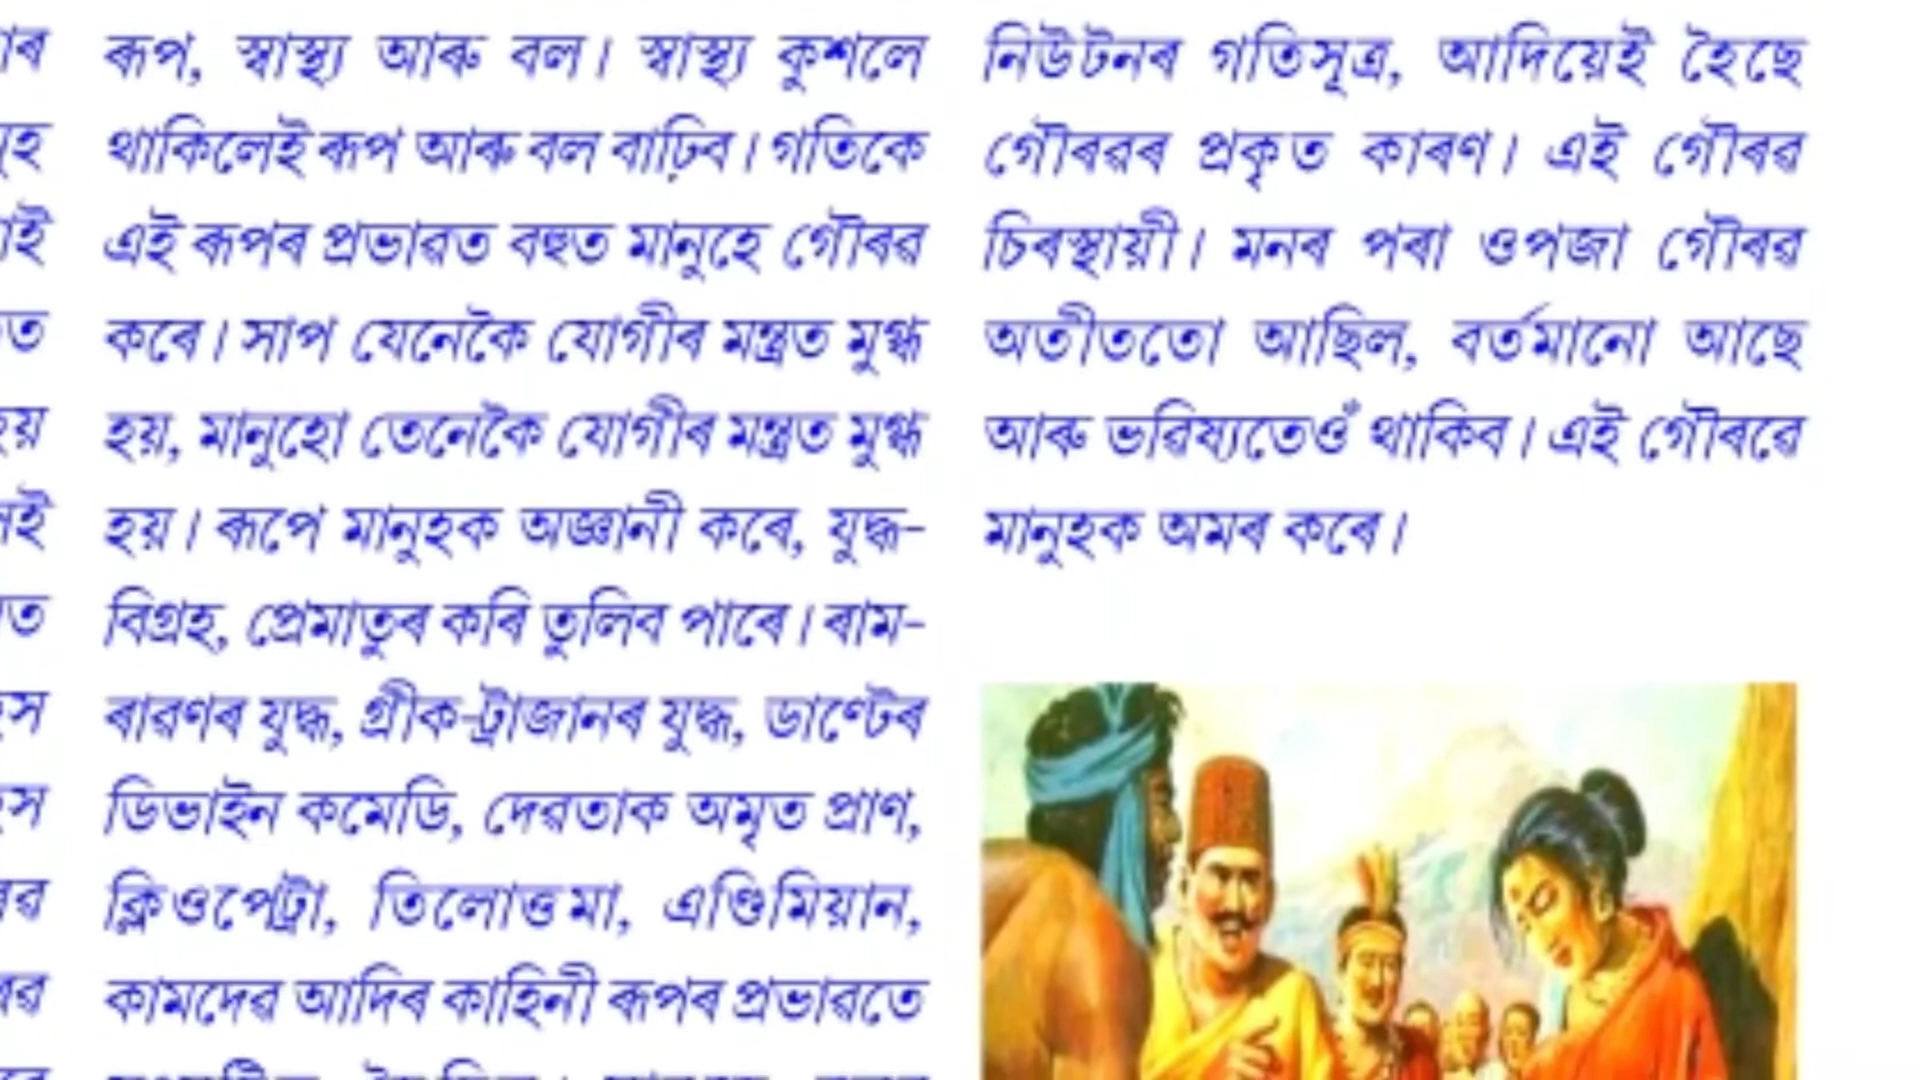 ৰূপ, স্বাস্থ্য আৰু বল। স্বাস্থ্য কুশলে
থাকিলেই ৰূপ আৰু বল বাঢ়িব। গতিকে
এই ৰূপৰ প্ৰভাৱত বহুত মানুহে গৌৰৱ
কৰে। সাপ যেনেকৈ যোগীৰ মন্ত্ৰত মুগ্ধ
হয়, মানুহো তেনেকৈ যোগীৰ মন্ত্ৰত মুগ্ধ
হয়। ৰূপে মানুহক অজ্ঞানী কৰে, যুদ্ধ-
বিগ্ৰহ, প্ৰেমাতুৰ কৰি তুলিব পাৰে। ৰাম-
ৰাৱণৰ যুদ্ধ, গ্ৰীক-ট্ৰাজানৰ যুদ্ধ, ডাণ্টেৰ
ডিভাইন কমেডি, দেৱতাক অমৃত প্ৰাণ,
ক্লিওপেট্ৰা, তিলোত্তমা, এণ্ডিমিয়ান,
কামদেৱ আদিৰ কাহিনী ৰূপৰ প্ৰভাৱতে
নিউটনৰ গতিসূত্ৰ, আদিয়েই হৈছে
গৌৰৱৰ প্ৰকৃত কাৰণ। এই গৌৰৱ
চিৰস্থায়ী। মনৰ পৰা ওপজা গৌৰৱ
অতীততো আছিল, বৰ্তমানো আছে
আৰু ভৱিষ্যতেওঁ থাকিব। এই গৌৰৱে
মানুহক অমৰ কৰে।